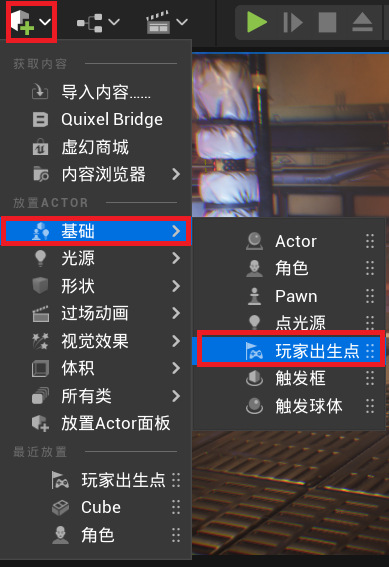 获取内容
导入内容......
Quixel Bridge
虚幻商城
内容浏览器
放置ACTOR
基础
光源
形状
过场动画
视觉效果
体积
所有类
放置Actor面板
最近放置
玩家出生点
Cube
角色
Actor
角色
Pawn
点光源
玩家出生点
触发框
触发球体